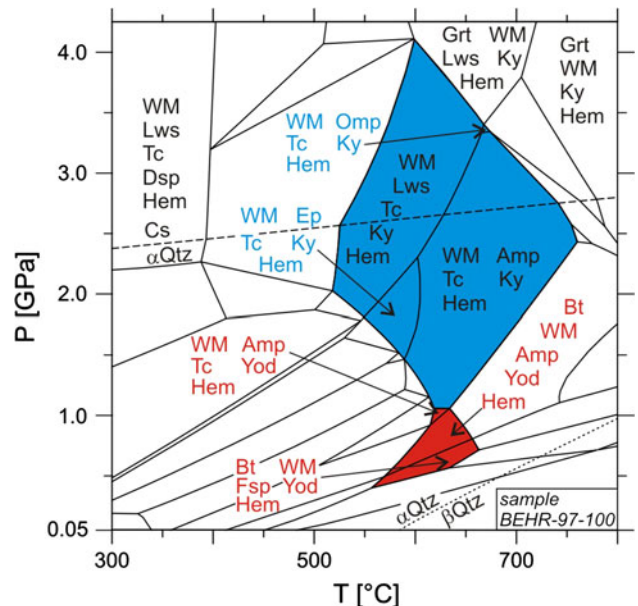 4.0
3.0
2.0
1.0
0.05
P [GPa]
300
500
700
T [°C]
WM
Lws
Tc
Dsp
Hem
Cs
αQtz
Grt WM
Lws Ky
Hem
Grt
WM
Ky
Hem
WM Omp
Tc Ky
Hem
WM
Lws
Tc
Ky
Hem
WM Ep
Tc Ky
Hem
WM Amp
Tc Ky
Hem
Bt
WM
Amp
Yod
Hem
WM Amp
Tc Yod
Hem
Bt WM
Fsp Yod
Hem
αQtz
βQtz
sample
BEHR-97-100